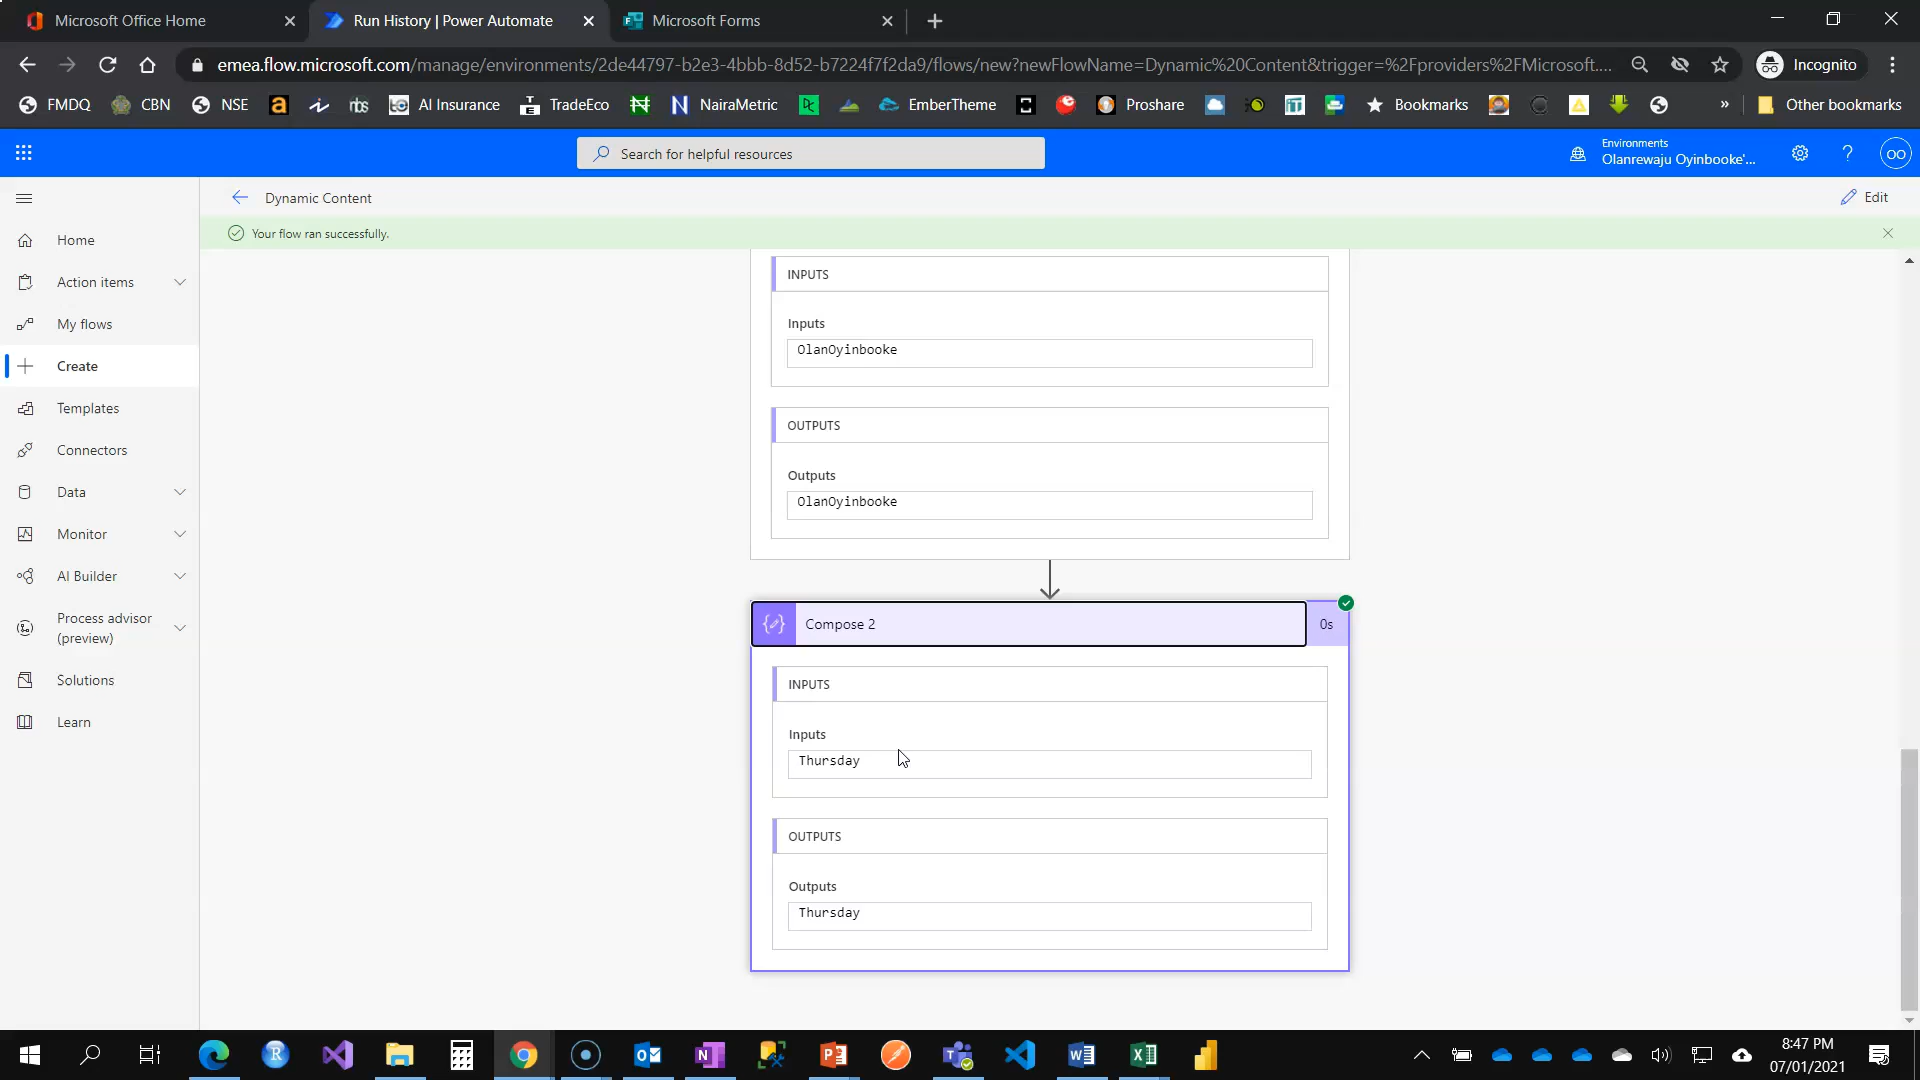 Microsoft Office Home
Run History | Power Automate
Microsoft Forms
emea.flow.microsoft.com/manage/environments/2de44797-b2e3-4bbb-8d52-b7224f7f2da9/flows/new?newFlowName=Dynamic%20Content&trigger=%2Fproviders%2FMicrosoft....
Incognito
FMDQ
CBN
NSE
AI Insurance
TradeEco
NairaMetric
EmberTheme
Proshare
Bookmarks
»
Other bookmarks
Search for helpful resources
Environments
Olanrewaju Oyinbooke'...
OO
Dynamic Content
Edit
Your flow ran successfully.
Home
Action items
My flows
Create
Templates
Connectors
Data
Monitor
AI Builder
Process advisor
(preview)
Solutions
Learn
INPUTS
Inputs
OlanOyinbooke
OUTPUTS
Outputs
OlanOyinbooke
Compose 2
0s
INPUTS
Inputs
Thursday
OUTPUTS
Outputs
Thursday
8:47 PM
07/01/2021